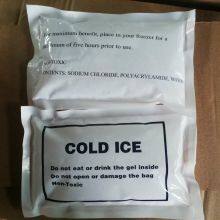 For maximum benefit, place in your freezer for a
minimum of five hours prior to use.
TOXIC
CONTENTS: SODIUM CHLORIDE, POLYACRYLAMIDE, WATER
COLD ICE
Do not eat or drink the gel inside
Do not open or damage the bag
Non-Toxic